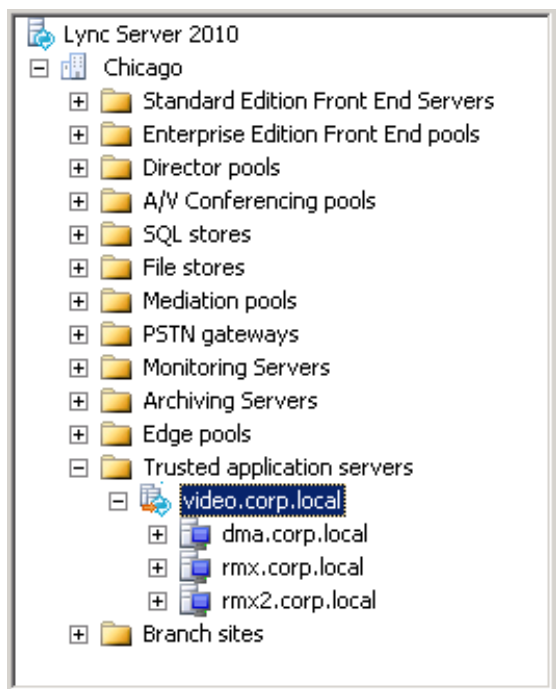 Lync Server 2010
Chicago
Standard Edition Front End Servers
Enterprise Edition Front End pools
Director pools
A/V Conferencing pools
SQL stores
File stores
Mediation pools
PSTN gateways
Monitoring Servers
Archiving Servers
Edge pools
Trusted application servers
video.corp.local
dma.corp.local
rmx.corp.local
rmx2.corp.local
Branch sites